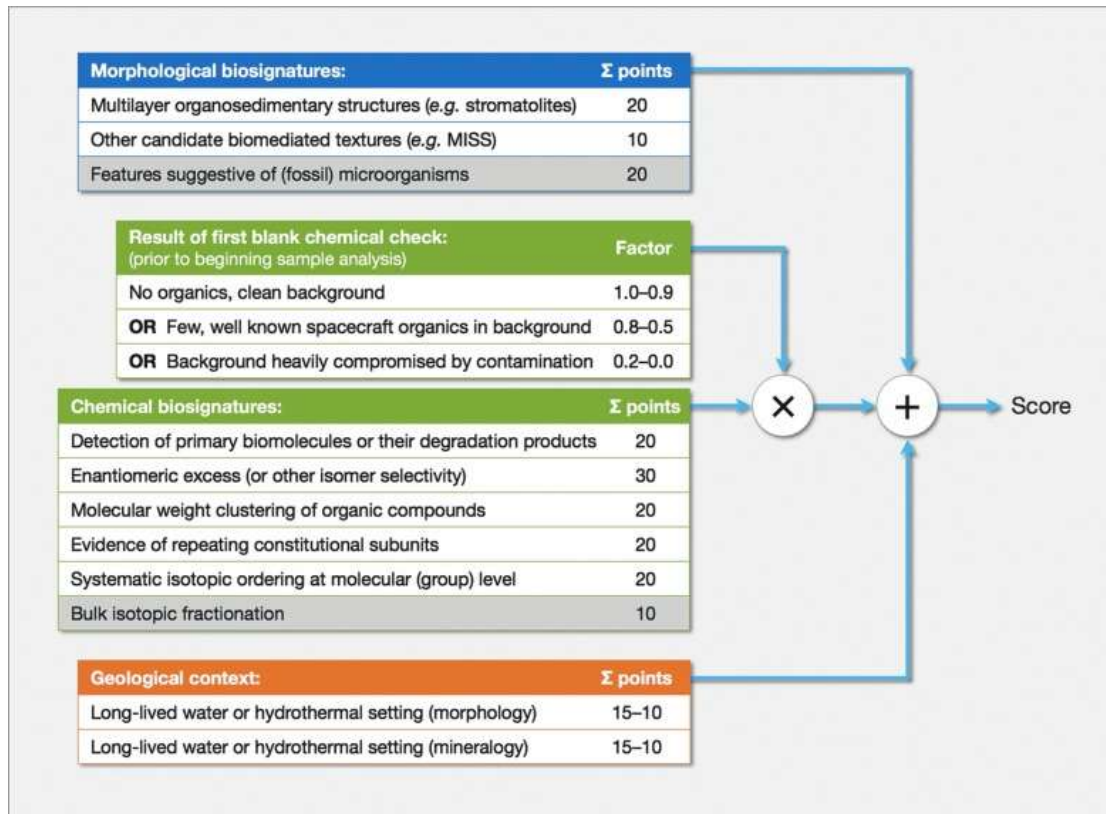 Morphological biosignatures: Σ points
Multilayer organosedimentary structures (e.g. stromatolites) 20
Other candidate biomediated textures (e.g. MISS) 10
Features suggestive of (fossil) microorganisms 20
Result of first blank chemical check: Factor
(prior to beginning sample analysis)
No organics, clean background 1.0–0.9
OR Few, well known spacecraft organics in background 0.8–0.5
OR Background heavily compromised by contamination 0.2–0.0
Chemical biosignatures: Σ points
Detection of primary biomolecules or their degradation products 20
Enantiomeric excess (or other isomer selectivity) 30
Molecular weight clustering of organic compounds 20
Evidence of repeating constitutional subunits 20
Systematic isotopic ordering at molecular (group) level 20
Bulk isotopic fractionation 10
× + Score
Geological context: Σ points
Long-lived water or hydrothermal setting (morphology) 15–10
Long-lived water or hydrothermal setting (mineralogy) 15–10